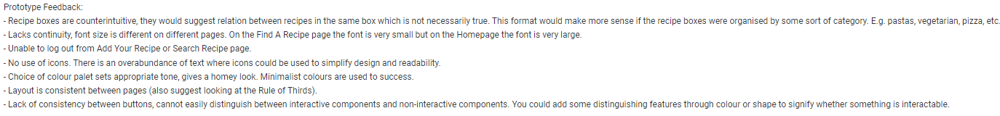 Prototype Feedback:
- Recipe boxes are counterintuitive, they would suggest relation between recipes in the same box which is not necessarily true. This format would make more sense if the recipe boxes were organised by some sort of category. E.g. pastas, vegetarian, pizza, etc.
- Lacks continuity, font size is different on different pages. On the Find A Recipe page the font is very small but on the Homepage the font is very large.
- Unable to log out from Add Your Recipe or Search Recipe page.
- No use of icons. There is an overabundance of text where icons could be used to simplify design and readability.
- Choice of colour palet sets appropriate tone, gives a homey look. Minimalist colours are used to success.
- Layout is consistent between pages (also suggest looking at the Rule of Thirds).
- Lack of consistency between buttons, cannot easily distinguish between interactive components and non-interactive components. You could add some distinguishing features through colour or shape to signify whether something is interactable.